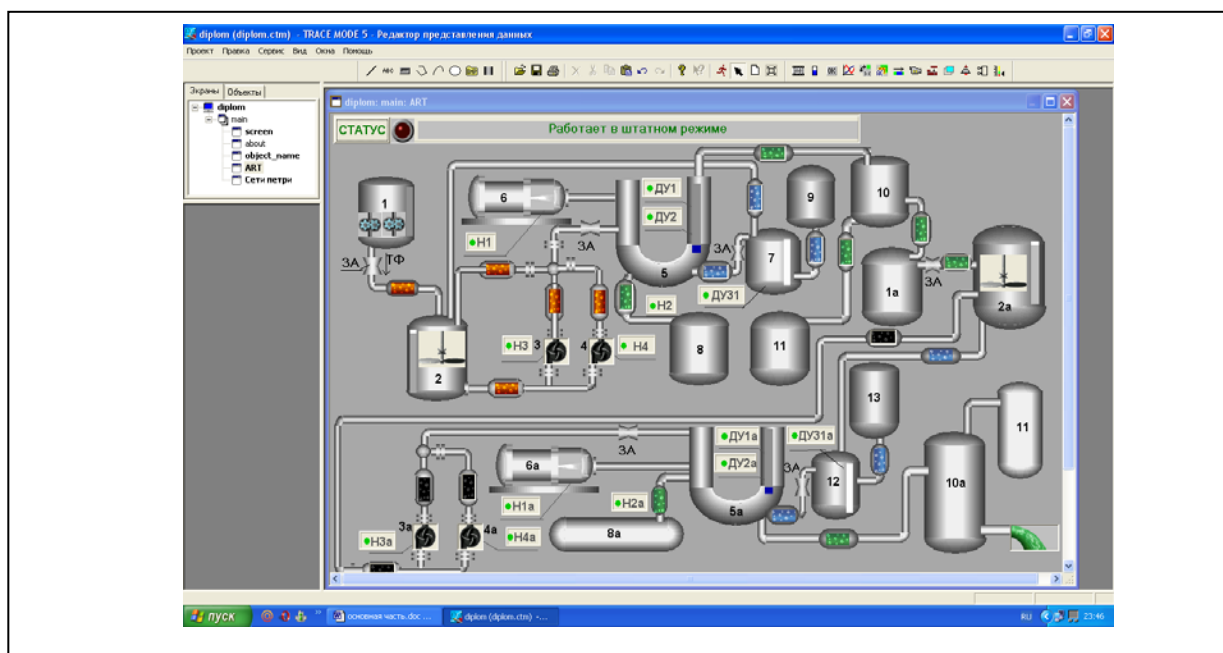 diplom (diplom.ctm) - TRACE MODE 5 - Редактор представления данных
Проект Правка Сервис Вид Окна Помощь
ABC
OK
Экраны Объекты
diplom
main
screen
about
object_name
ART
Сети петри
diplom: main: ART
СТАТУС Работает в штатном режиме
1
6
ДУ1
ДУ2
9
10
Н1
ЗА
ЗА
7
5
ЗА ТФ
ДУ31
Н2
1а
ЗА
2а
Н3 3
4 Н4
8
11
2
13
ЗА
ДУ1а
ДУ31а
11
6а
ДУ2а
ЗА
Н1а
Н2а
12
10а
5а
3а
4а
Н3а
Н4а
8а
пуск
основная часть.doc ...
diplom (diplom.ctm) -...
RU
23:46